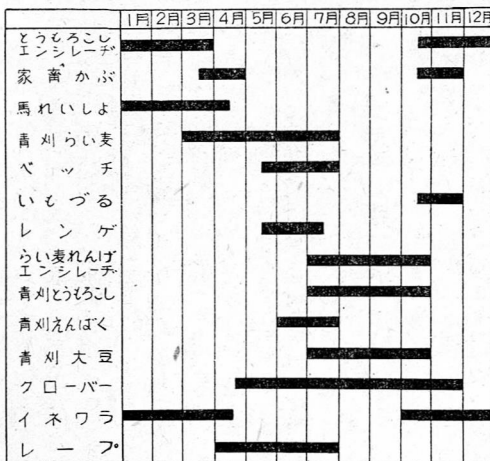 1月 2月 3月 4月 5月 6月 7月 8月 9月 10月 11月 12月
とうもろこし
エンシレーヂ
家畜かぶ
馬れいしよ
青刈らい麦
ベッチ
いもづる
レンゲ
らい麦れんげ
エンシレーヂ
青刈とうもろこし
青刈えんばく
青刈大豆
クローバー
イネワラ
レープ